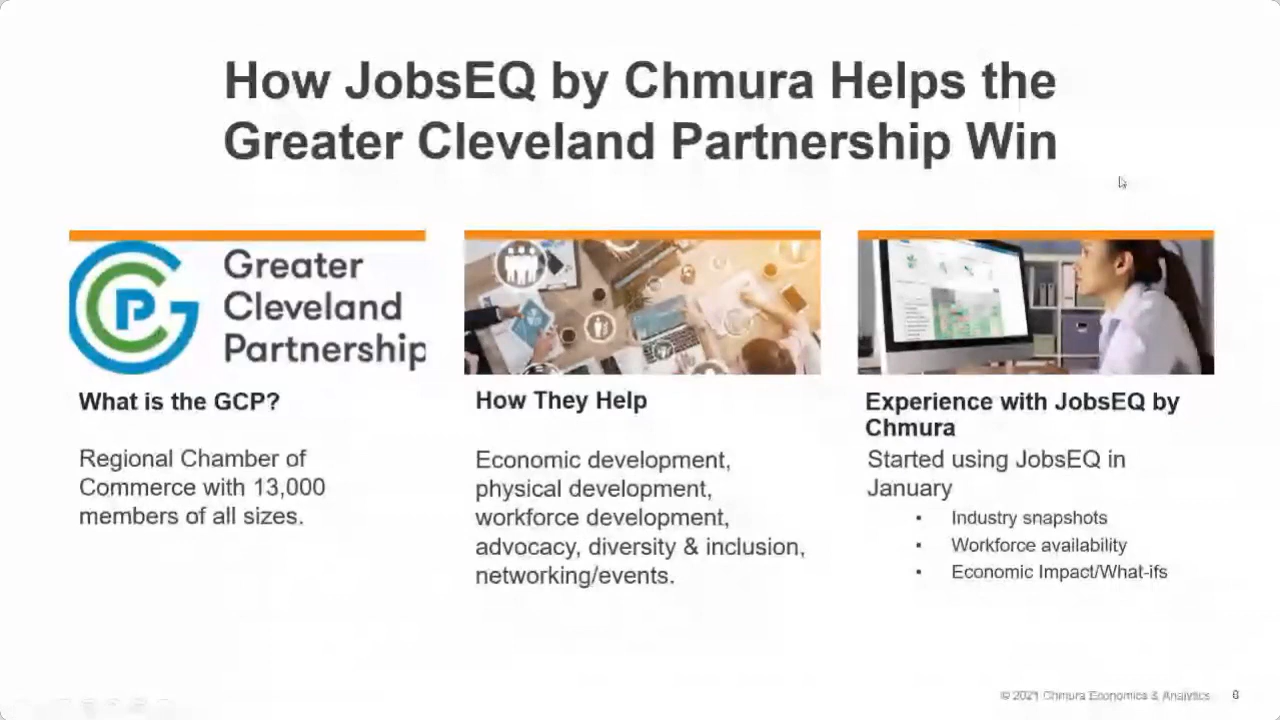 How JobsEQ by Chmura Helps the
Greater Cleveland Partnership Win
Greater
Cleveland
Partnership
What is the GCP?
Regional Chamber of
Commerce with 13,000
members of all sizes.
How They Help
Economic development,
physical development,
workforce development,
advocacy, diversity & inclusion,
networking/events.
Experience with JobsEQ by
Chmura
Started using JobsEQ in
January
• Industry snapshots
• Workforce availability
• Economic Impact/What-ifs
© 2021 Chmura Economics & Analytics